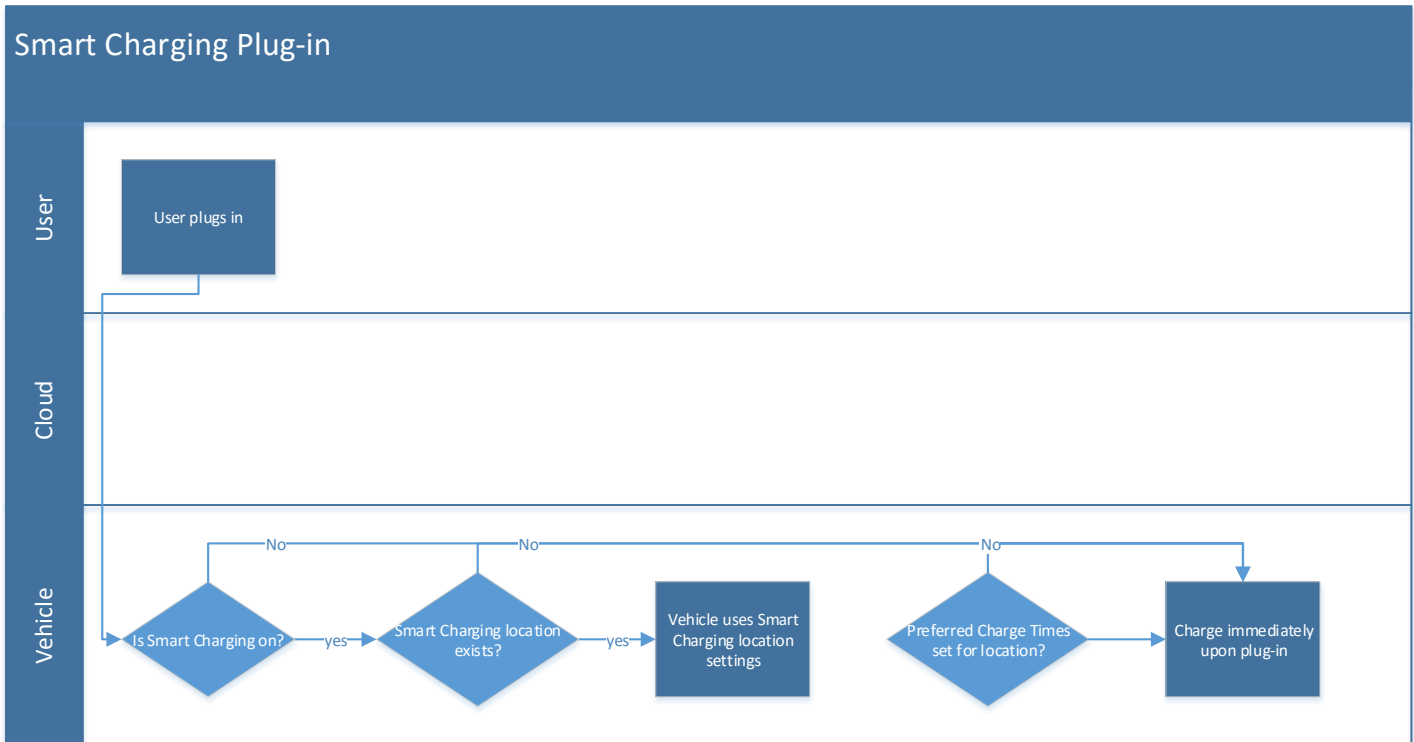 Smart Charging Plug-in
User
User plugs in
Cloud
Vehicle
No
No
No
Is Smart Charging on?
yes
Smart Charging location
exists?
yes
Vehicle uses Smart
Charging location
settings
Preferred Charge Times
set for location?
Charge immediately
upon plug-in